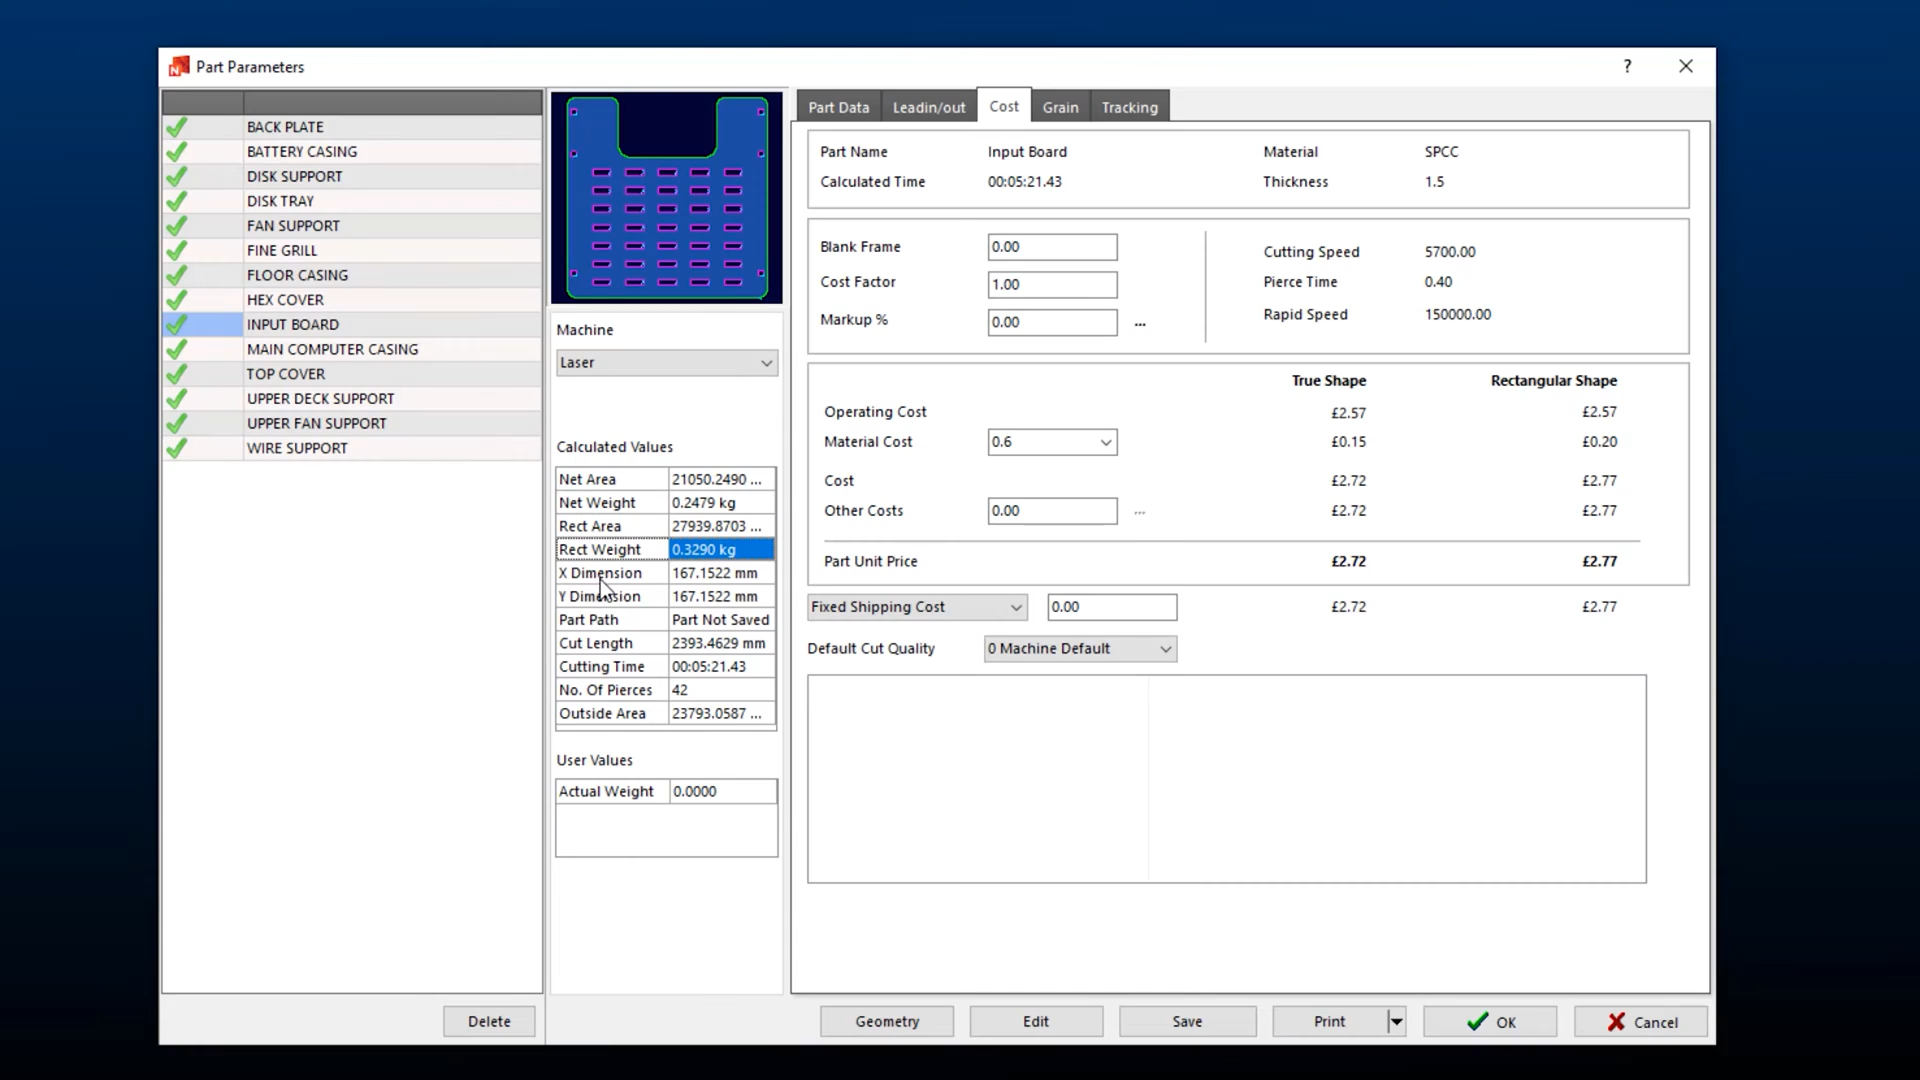 Part Parameters
?
BACK PLATE
BATTERY CASING
DISK SUPPORT
DISK TRAY
FAN SUPPORT
FINE GRILL
FLOOR CASING
HEX COVER
INPUT BOARD
MAIN COMPUTER CASING
TOP COVER
UPPER DECK SUPPORT
UPPER FAN SUPPORT
WIRE SUPPORT
Delete
Machine
Laser
Calculated Values
Net Area 21050.2490 ...
Net Weight 0.2479 kg
Rect Area 27939.8703 ...
Rect Weight 0.3290 kg
X Dimension 167.1522 mm
Y Dimension 167.1522 mm
Part Path Part Not Saved
Cut Length 2393.4629 mm
Cutting Time 00:05:21.43
No. Of Pierces 42
Outside Area 23793.0587 ...
User Values
Actual Weight 0.0000
Part Data Leadin/out Cost Grain Tracking
Part Name Input Board Material SPCC
Calculated Time 00:05:21.43 Thickness 1.5
Blank Frame 0.00 Cutting Speed 5700.00
Cost Factor 1.00 Pierce Time 0.40
Markup % 0.00 ... Rapid Speed 150000.00
True Shape Rectangular Shape
Operating Cost £2.57 £2.57
Material Cost 0.6 £0.15 £0.20
Cost £2.72 £2.77
Other Costs 0.00 ... £2.72 £2.77
Part Unit Price £2.72 £2.77
Fixed Shipping Cost 0.00 £2.72 £2.77
Default Cut Quality 0 Machine Default
Geometry Edit Save Print OK Cancel